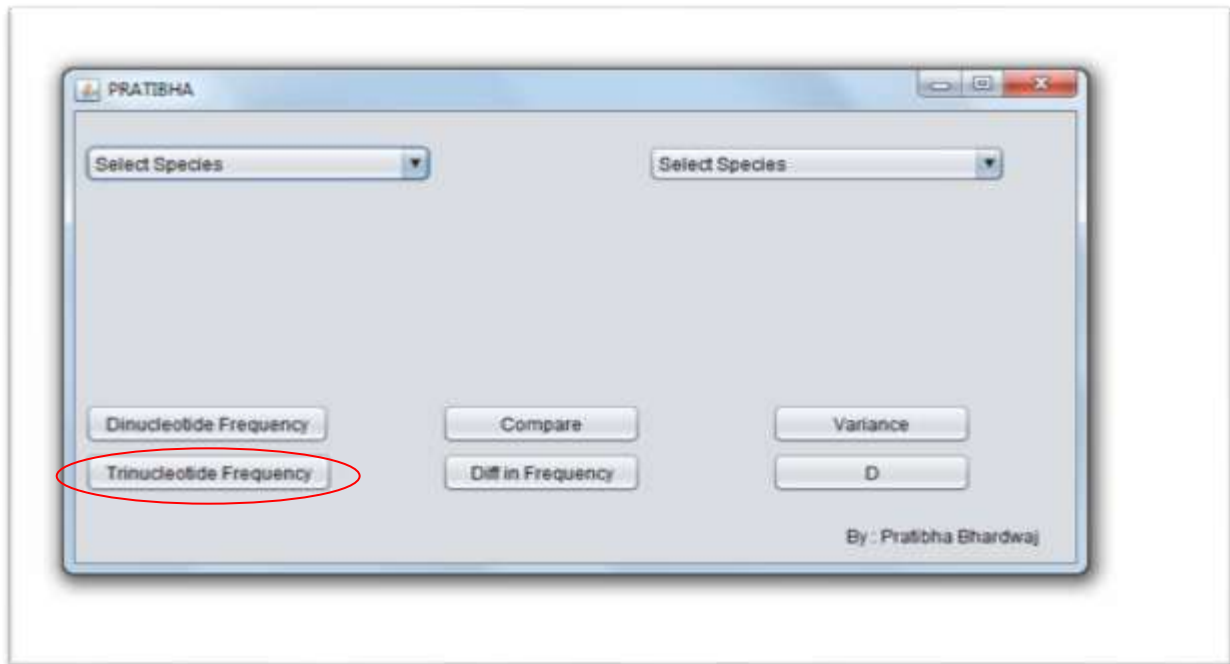 PRATIBHA
Select Species Select Species
Dinucleotide Frequency Compare Variance
Trinucleotide Frequency Diff in Frequency D
By : Pratibha Bhardwaj